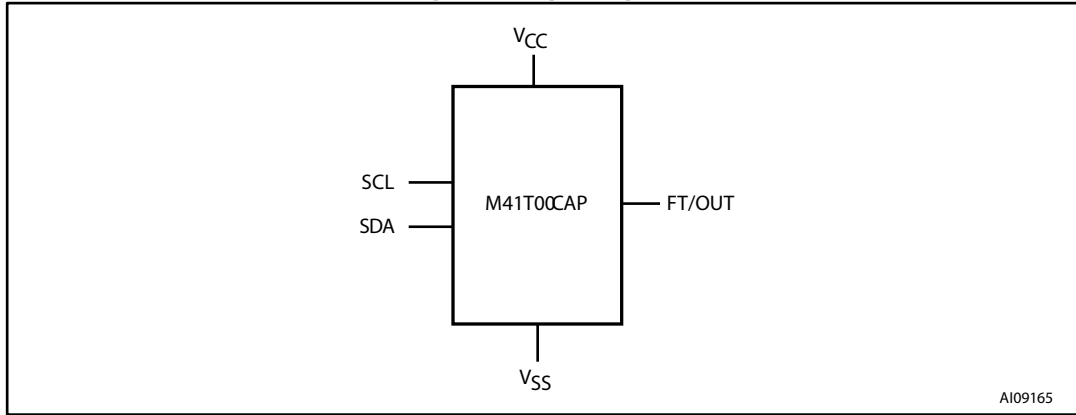 VCC
SCL
M41T00CAP
FT/OUT
SDA
VSS
AI09165